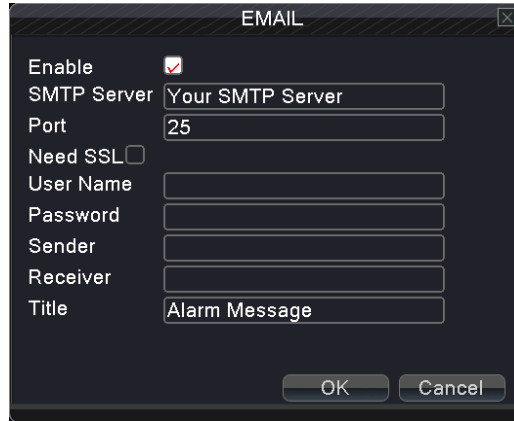 EMAIL
Enable
SMTP Server Your SMTP Server
Port 25
Need SSL
User Name
Password
Sender
Receiver
Title Alarm Message
OK Cancel